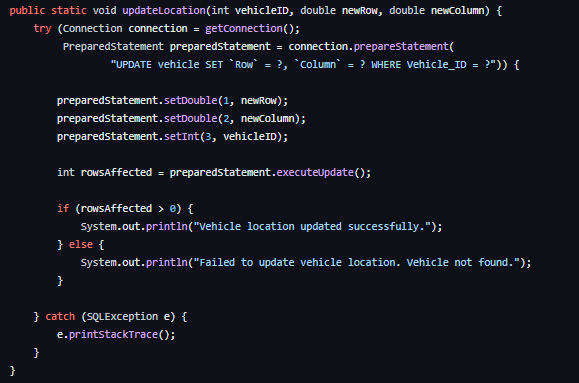 public static void updateLocation(int vehicleID, double newRow, double newColumn) {
try (Connection connection = getConnection();
PreparedStatement preparedStatement = connection.prepareStatement(
"UPDATE vehicle SET `Row` = ?, `Column` = ? WHERE Vehicle_ID = ?")) {
preparedStatement.setDouble(1, newRow);
preparedStatement.setDouble(2, newColumn);
preparedStatement.setInt(3, vehicleID);
int rowsAffected = preparedStatement.executeUpdate();
if (rowsAffected > 0) {
System.out.println("Vehicle location updated successfully.");
} else {
System.out.println("Failed to update vehicle location. Vehicle not found.");
}
} catch (SQLException e) {
e.printStackTrace();
}
}